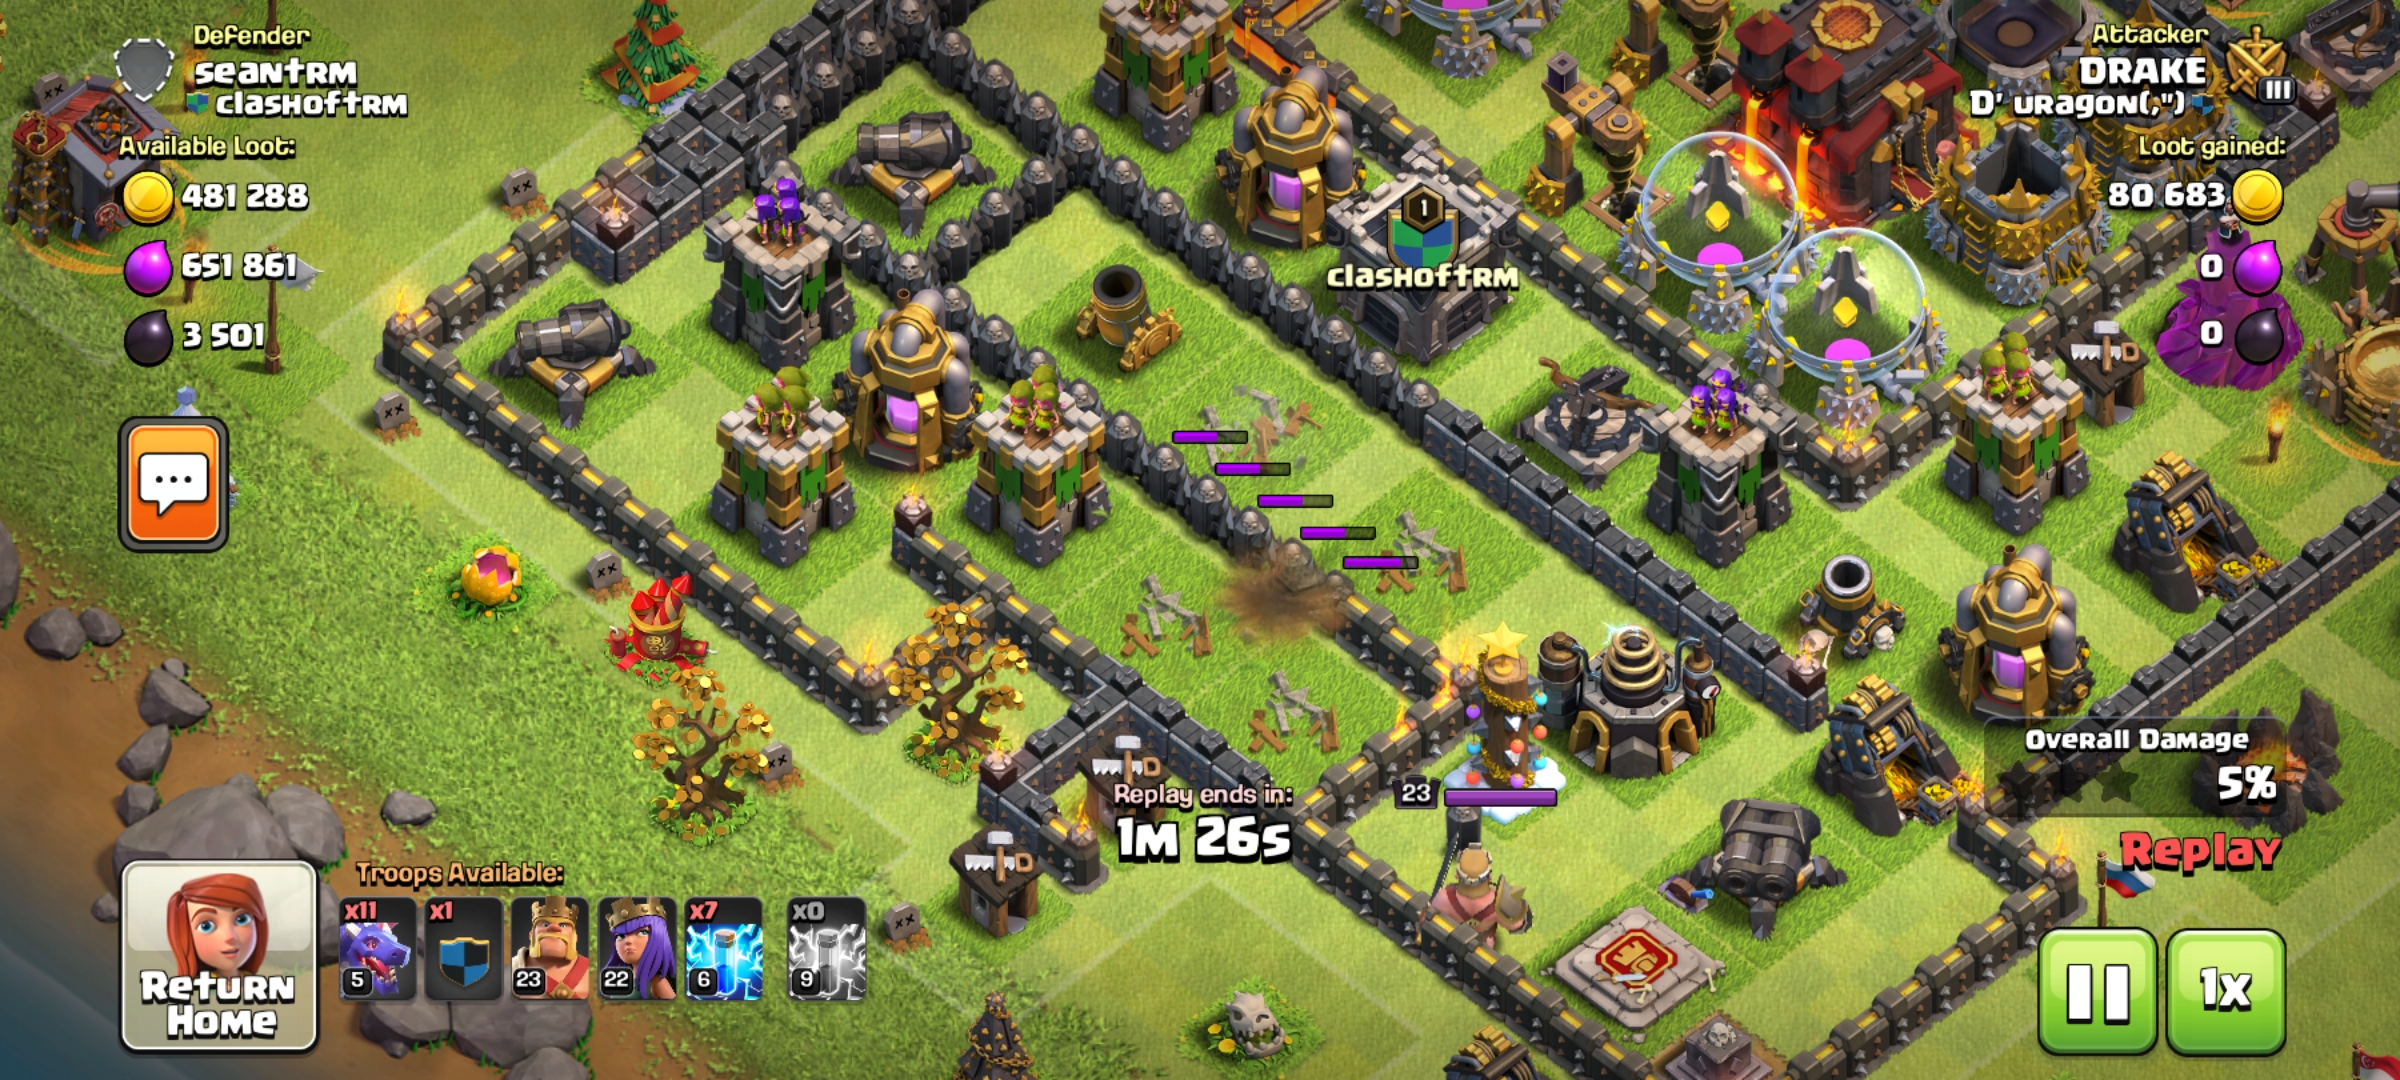 Defender
seantRM
clashoftRM
Available Loot:
481 288
651 861
3 501
Attacker
DRAKE
D' uragon(,")
III
Loot gained:
80 683
0
0
1
clashoftRM
23
Overall Damage
5%
Replay
Replay ends in:
1M 26s
Return
Home
Troops Available:
x11
x1
x7
x0
5
23
22
6
9
1x